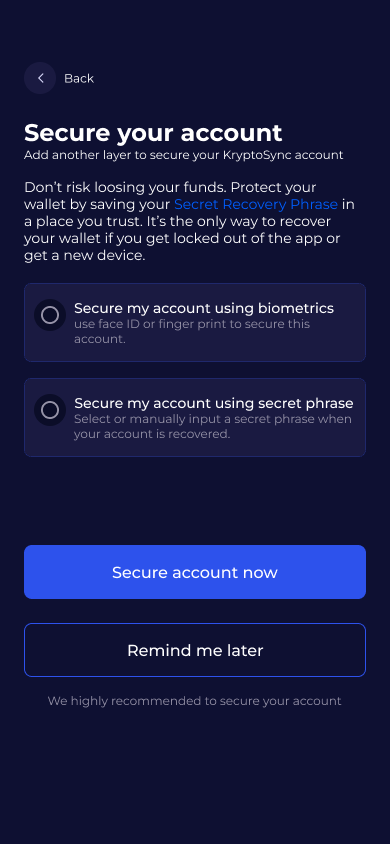 Back
Secure your account
Add another layer to secure your KryptoSync account
Don’t risk loosing your funds. Protect your
wallet by saving your Secret Recovery Phrase in
a place you trust. It’s the only way to recover
your wallet if you get locked out of the app or
get a new device.
Secure my account using biometrics
use face ID or finger print to secure this
account.
Secure my account using secret phrase
Select or manually input a secret phrase when
your account is recovered.
Secure account now
Remind me later
We highly recommended to secure your account